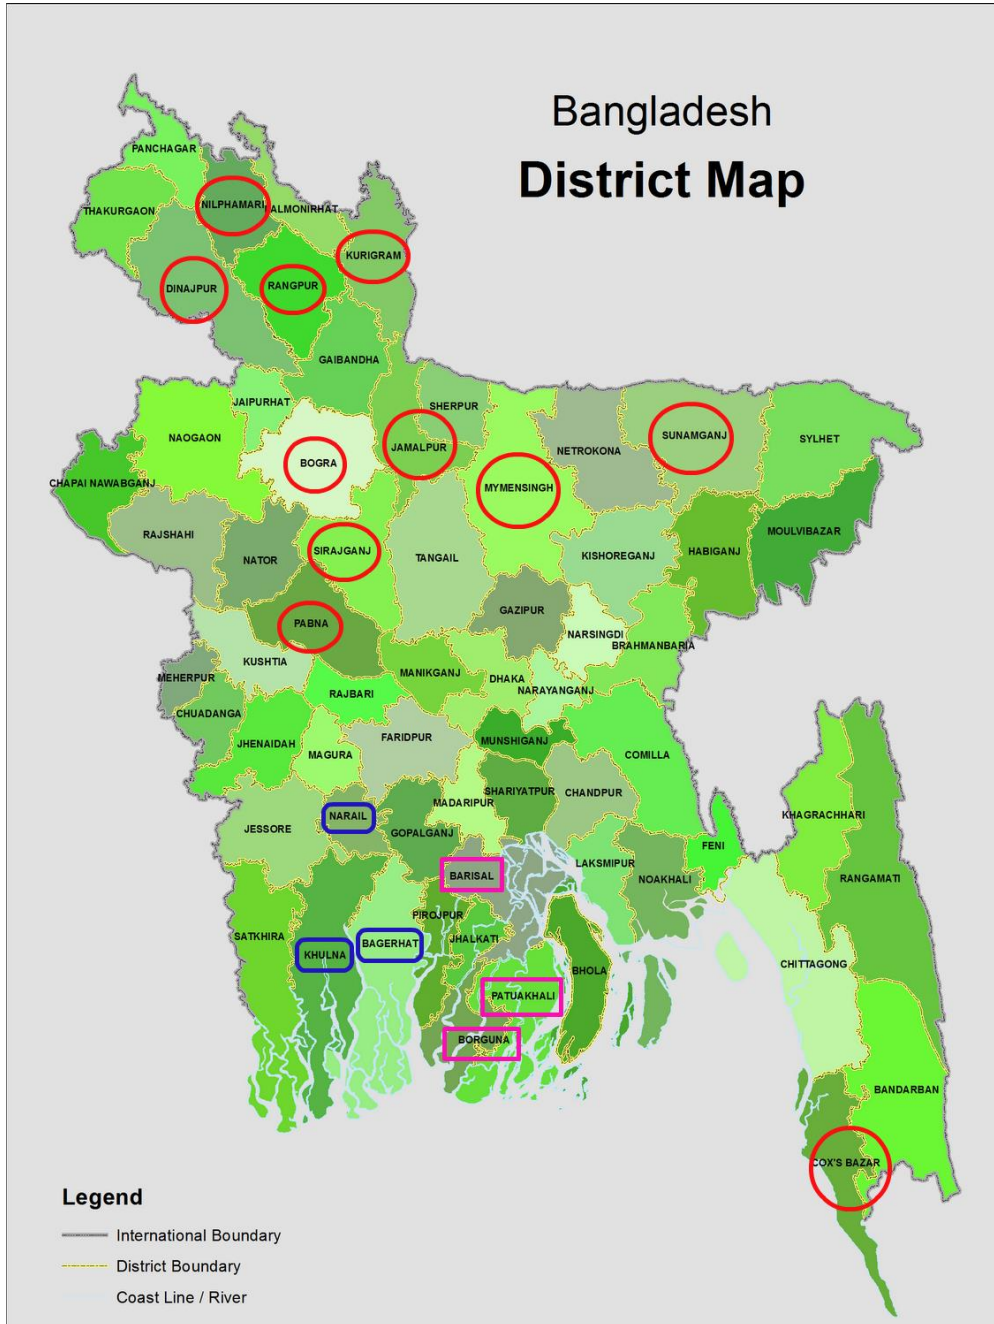 Bangladesh
District Map
PANCHAGAR
THAKURGAON
NILPHAMARI
LALMONIRHAT
KURIGRAM
DINAJPUR
RANGPUR
GAIBANDHA
JAIPURHAT
SHERPUR
NAOGAON
BOGRA
JAMALPUR
SUNAMGANJ
SYLHET
NETROKONA
CHAPAI NAWABGANJ
MYMENSINGH
RAJSHAHI
NATOR
SIRAJGANJ
TANGAIL
KISHOREGANJ
HABIGANJ
MOULVIBAZAR
PABNA
GAZIPUR
NARSINGDI
BRAHMANBARIA
KUSHTIA
MEHERPUR
MANIKGANJ
DHAKA
NARAYANGANJ
RAJBARI
CHUADANGA
JHENAIDAH
MAGURA
FARIDPUR
MUNSHIGANJ
COMILLA
SHARIYATPUR
CHANDPUR
MADARIPUR
JESSORE
NARAIL
GOPALGANJ
KHAGRACHHARI
FENI
LAKSMIPUR
NOAKHALI
RANGAMATI
BARISAL
PIROJPUR
JHALKATI
SATKHIRA
KHULNA
BAGERHAT
BHOLA
CHITTAGONG
PATUAKHALI
BORGUNA
BANDARBAN
COX'S BAZAR
Legend
International Boundary
District Boundary
Coast Line / River